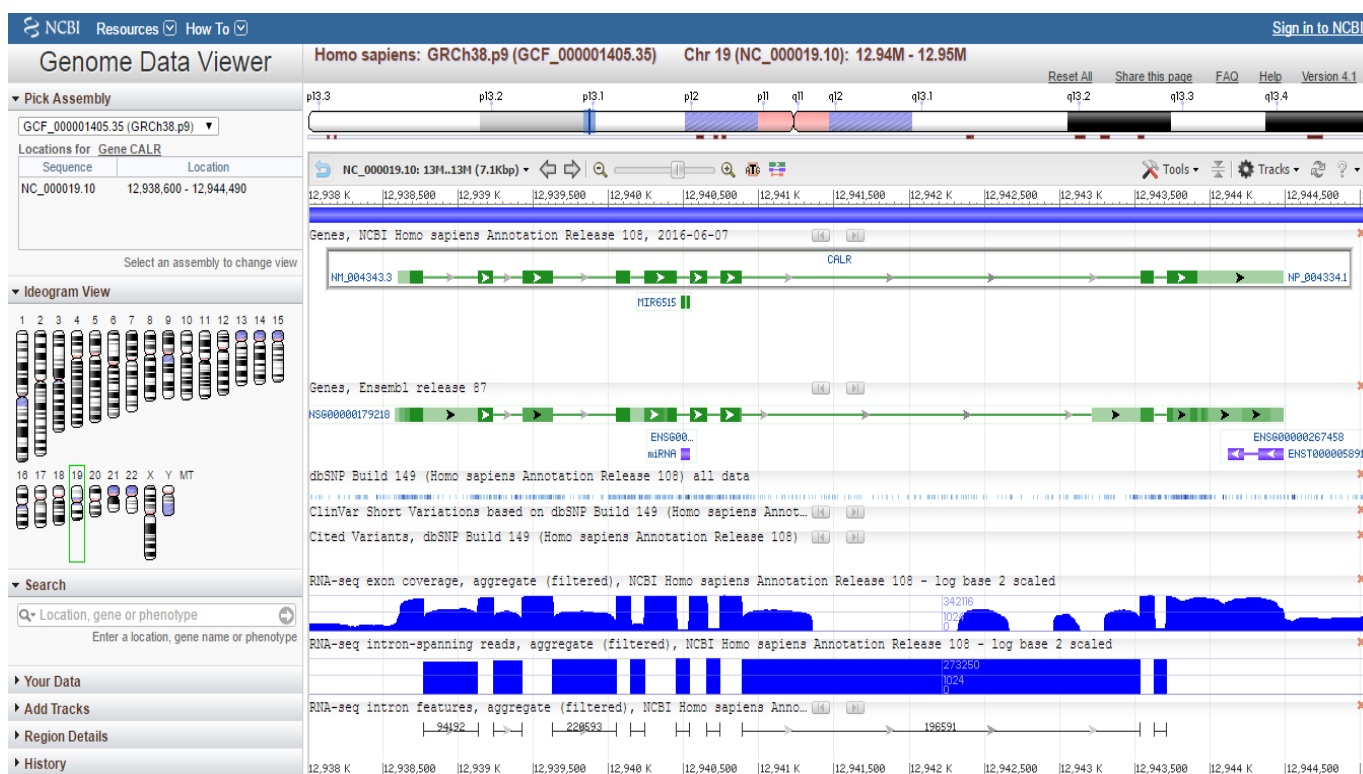 NCBI Resources How To Sign in to NCBI
Genome Data Viewer
Homo sapiens: GRCh38.p9 (GCF_000001405.35) Chr 19 (NC_000019.10): 12.94M - 12.95M
Reset All Share this page FAQ Help Version 4.1
Pick Assembly
GCF_000001405.35 (GRCh38.p9)
Locations for Gene CALR
Sequence Location
NC_000019.10 12,938,600 - 12,944,490
Select an assembly to change view
Ideogram View
1 2 3 4 5 6 7 8 9 10 11 12 13 14 15
16 17 18 19 20 21 22 X Y MT
Search
Location, gene or phenotype
Enter a location, gene name or phenotype
Your Data
Add Tracks
Region Details
History
p13.3 p13.2 p13.1 p12 p11 q11 q12 q13.1 q13.2 q13.3 q13.4
NC_000019.10: 13M..13M (7.1Kbp) Tools Tracks ?
12,938 K 12,938,500 12,939 K 12,939,500 12,940 K 12,940,500 12,941 K 12,941,500 12,942 K 12,942,500 12,943 K 12,943,500 12,944 K 12,944,500
Genes, NCBI Homo sapiens Annotation Release 108, 2016-06-07
CALR
NM_004343.3 NP_004334.1
MIR6515
Genes, Ensembl release 87
NSG00000179218
ENSG00… ENSG00000267458
miRNA ENST000005891
dbSNP Build 149 (Homo sapiens Annotation Release 108) all data
ClinVar Short Variations based on dbSNP Build 149 (Homo sapiens Annot…
Cited Variants, dbSNP Build 149 (Homo sapiens Annotation Release 108)
RNA-seq exon coverage, aggregate (filtered), NCBI Homo sapiens Annotation Release 108 - log base 2 scaled
342116
1024
0
RNA-seq intron-spanning reads, aggregate (filtered), NCBI Homo sapiens Annotation Release 108 - log base 2 scaled
273250
1024
0
RNA-seq intron features, aggregate (filtered), NCBI Homo sapiens Anno…
94192 220593 196591
12,938 K 12,938,500 12,939 K 12,939,500 12,940 K 12,940,500 12,941 K 12,941,500 12,942 K 12,942,500 12,943 K 12,943,500 12,944 K 12,944,500